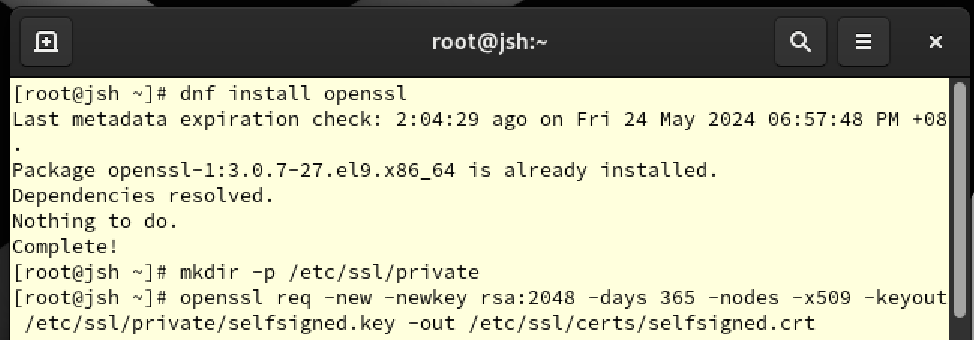 root@jsh:~
[root@jsh ~]# dnf install openssl
Last metadata expiration check: 2:04:29 ago on Fri 24 May 2024 06:57:48 PM +08
.
Package openssl-1:3.0.7-27.el9.x86_64 is already installed.
Dependencies resolved.
Nothing to do.
Complete!
[root@jsh ~]# mkdir -p /etc/ssl/private
[root@jsh ~]# openssl req -new -newkey rsa:2048 -days 365 -nodes -x509 -keyout
 /etc/ssl/private/selfsigned.key -out /etc/ssl/certs/selfsigned.crt